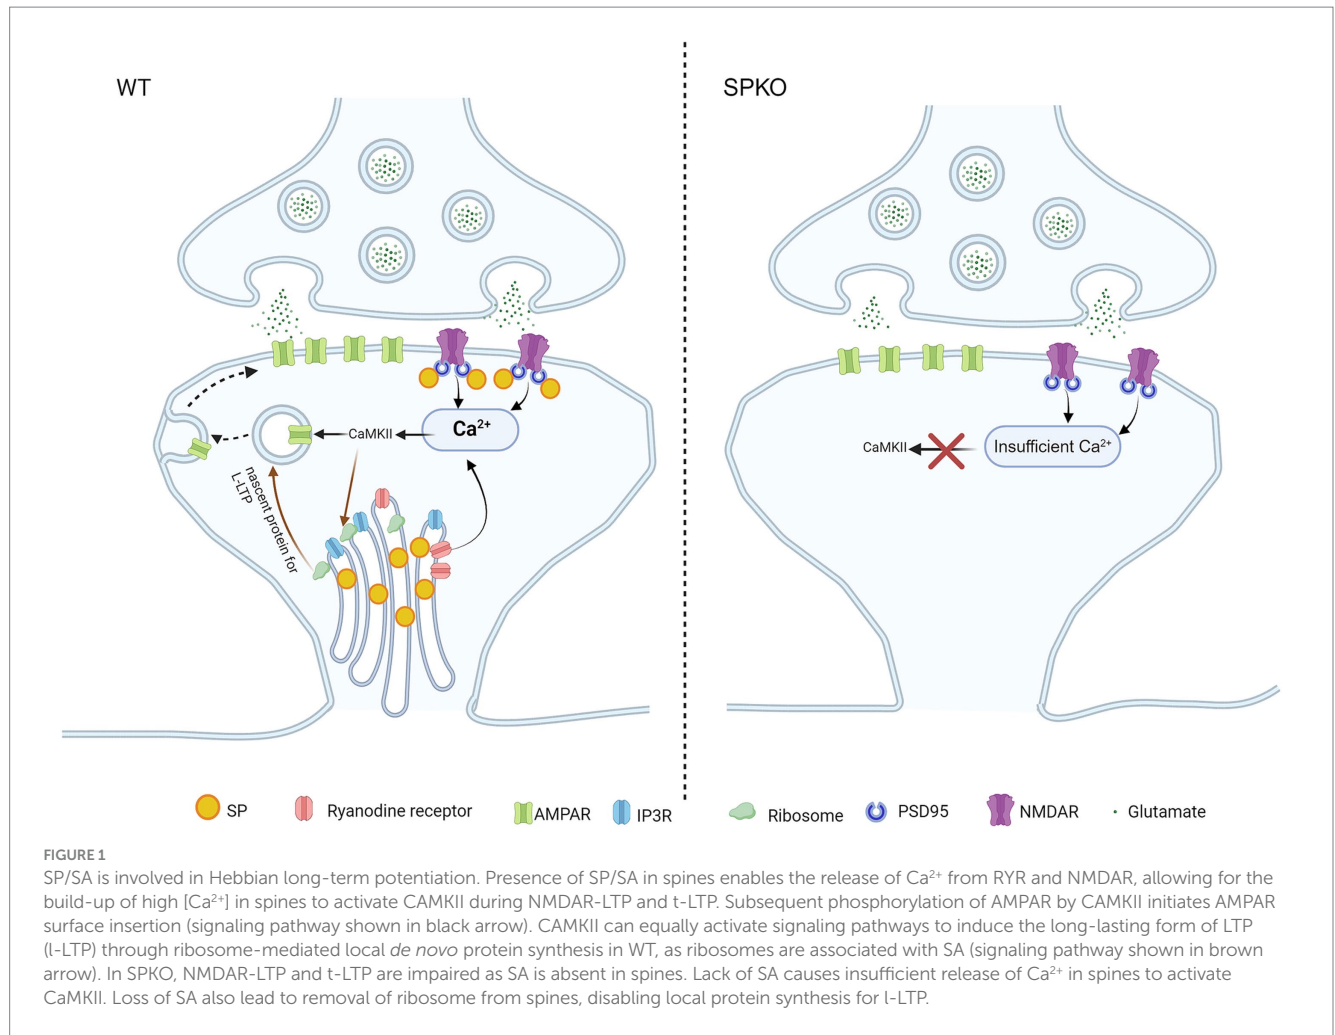 WT
SPKO
Ca²⁺
CaMKII
nascent protein for
L-LTP
CaMKII
Insufficient Ca²⁺
SP
Ryanodine receptor
AMPAR
IP3R
Ribosome
PSD95
NMDAR
Glutamate
FIGURE 1
SP/SA is involved in Hebbian long-term potentiation. Presence of SP/SA in spines enables the release of Ca²⁺ from RYR and NMDAR, allowing for the
build-up of high [Ca²⁺] in spines to activate CAMKII during NMDAR-LTP and t-LTP. Subsequent phosphorylation of AMPAR by CAMKII initiates AMPAR
surface insertion (signaling pathway shown in black arrow). CAMKII can equally activate signaling pathways to induce the long-lasting form of LTP
(l-LTP) through ribosome-mediated local de novo protein synthesis in WT, as ribosomes are associated with SA (signaling pathway shown in brown
arrow). In SPKO, NMDAR-LTP and t-LTP are impaired as SA is absent in spines. Lack of SA causes insufficient release of Ca²⁺ in spines to activate
CaMKII. Loss of SA also lead to removal of ribosome from spines, disabling local protein synthesis for l-LTP.